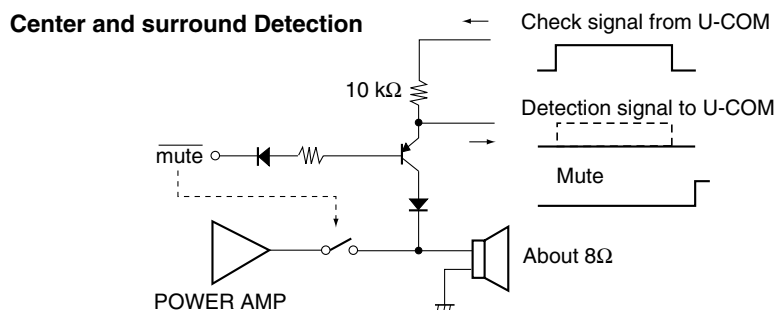 Center and surround Detection
Check signal from U-COM
10 kΩ
Detection signal to U-COM
mute
Mute
About 8Ω
POWER AMP